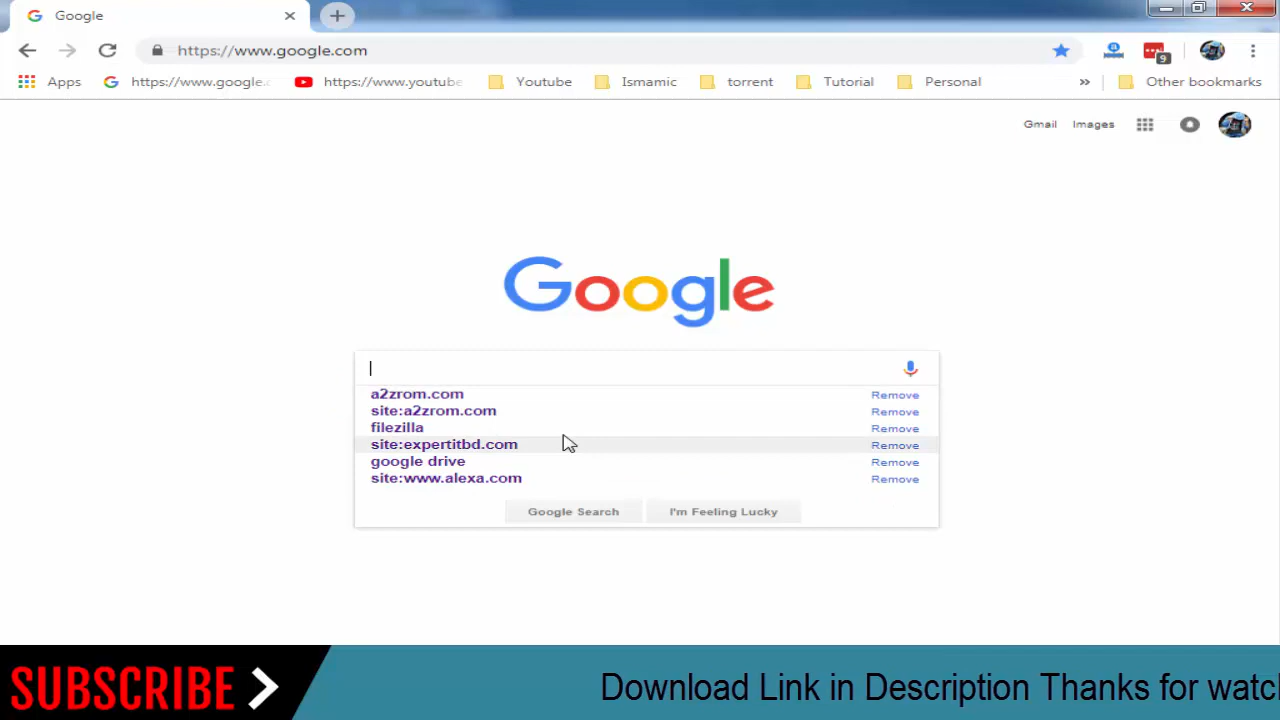 Google
https://www.google.com
9
Apps
https://www.google.c
https://www.youtube
Youtube
Ismamic
torrent
Tutorial
Personal
»
Other bookmarks
Gmail
Images
Google
a2zrom.com Remove
site:a2zrom.com Remove
filezilla Remove
site:expertitbd.com Remove
google drive Remove
site:www.alexa.com Remove
Google Search
I'm Feeling Lucky
SUBSCRIBE
Download Link in Description Thanks for watc